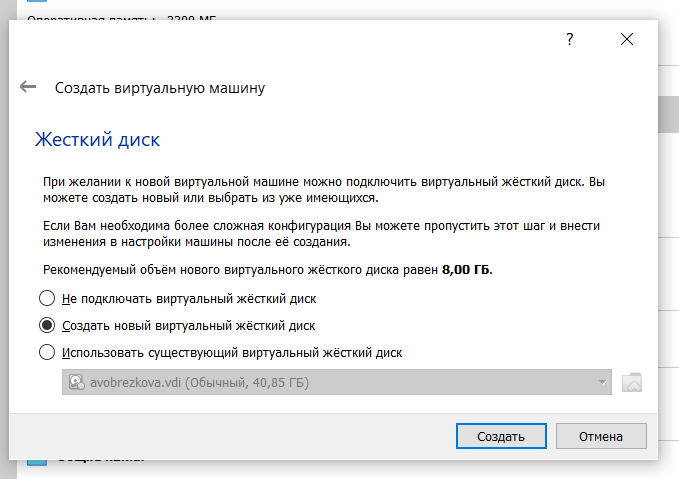 Оперативная память: 3299 МБ
?
Создать виртуальную машину
Жесткий диск
При желании к новой виртуальной машине можно подключить виртуальный жёсткий диск. Вы
можете создать новый или выбрать из уже имеющихся.
Если Вам необходима более сложная конфигурация Вы можете пропустить этот шаг и внести
изменения в настройки машины после её создания.
Рекомендуемый объём нового виртуального жёсткого диска равен 8,00 ГБ.
Не подключать виртуальный жёсткий диск
Создать новый виртуальный жёсткий диск
Использовать существующий виртуальный жёсткий диск
avobrezkova.vdi (Обычный, 40,85 ГБ)
Создать
Отмена